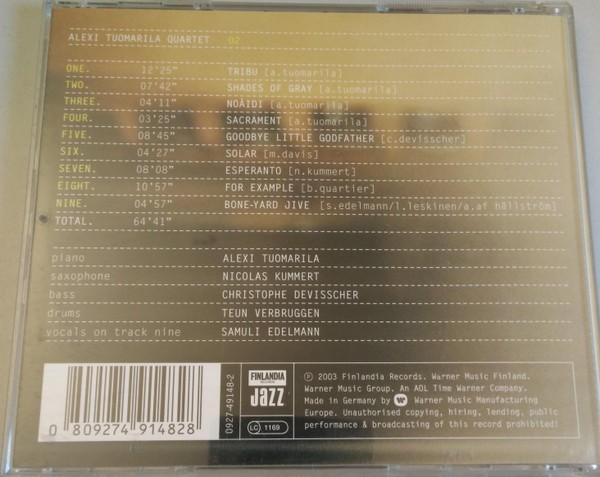 ALEXI TUOMARILA QUARTET 02
ONE. 12'25" TRIBU [a.tuomarila]
TWO. 07'42" SHADES OF GRAY [a.tuomarila]
THREE. 04'11" NOÀIDI [a.tuomarila]
FOUR. 03'25" SACRAMENT [a.tuomarila]
FIVE. 08'45" GOODBYE LITTLE GODFATHER [c.devisscher]
SIX. 04'27" SOLAR [m.davis]
SEVEN. 08'08" ESPERANTO [n.kummert]
EIGHT. 10'57" FOR EXAMPLE [b.quartier]
NINE. 04'57" BONE-YARD JIVE [s.edelmann/l.leskinen/a.af hällström]
TOTAL. 64'41"
piano ALEXI TUOMARILA
saxophone NICOLAS KUMMERT
bass CHRISTOPHE DEVISSCHER
drums TEUN VERBRUGGEN
vocals on track nine SAMULI EDELMANN
0 809274 914828
0927-49148-2
FINLANDIA
RECORDS
Jazz
LC 1169
℗ 2003 Finlandia Records. Warner Music Finland.
Warner Music Group. An AOL Time Warner Company.
Made in Germany by Warner Music Manufacturing
Europe. Unauthorised copying, hiring, lending, public
performance & broadcasting of this record prohibited!